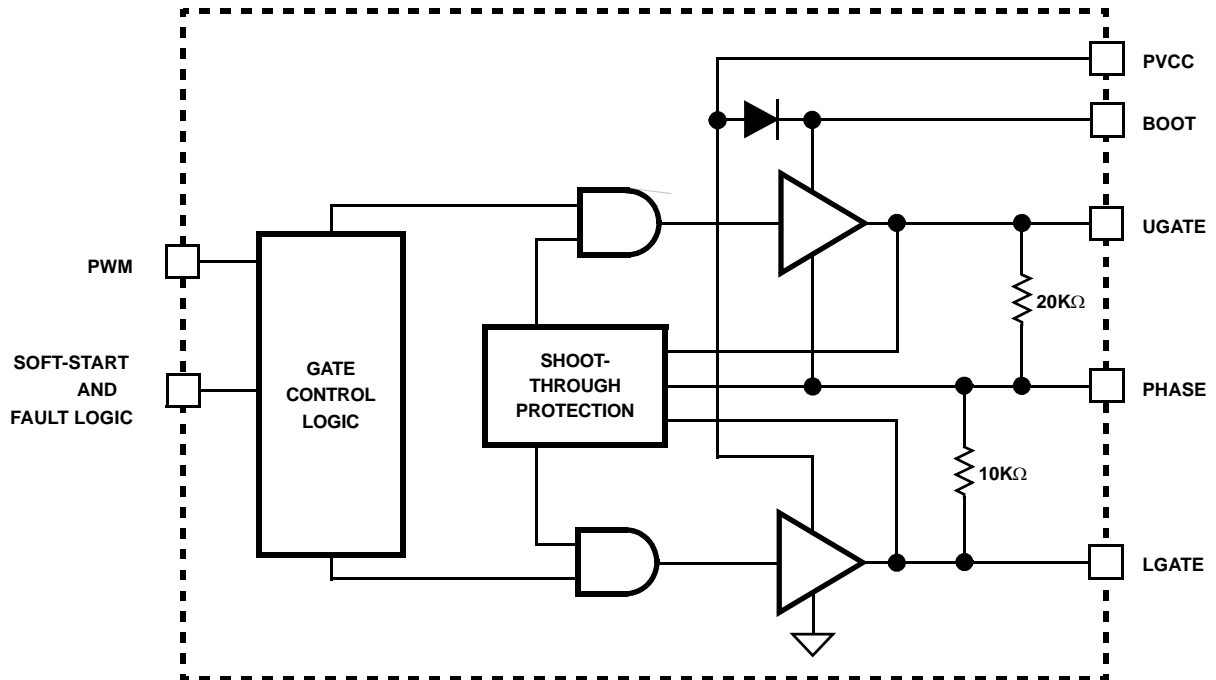 PVCC
BOOT
UGATE
PWM
20KΩ
SOFT-START
AND
FAULT LOGIC
GATE
CONTROL
LOGIC
SHOOT-
THROUGH
PROTECTION
PHASE
10KΩ
LGATE